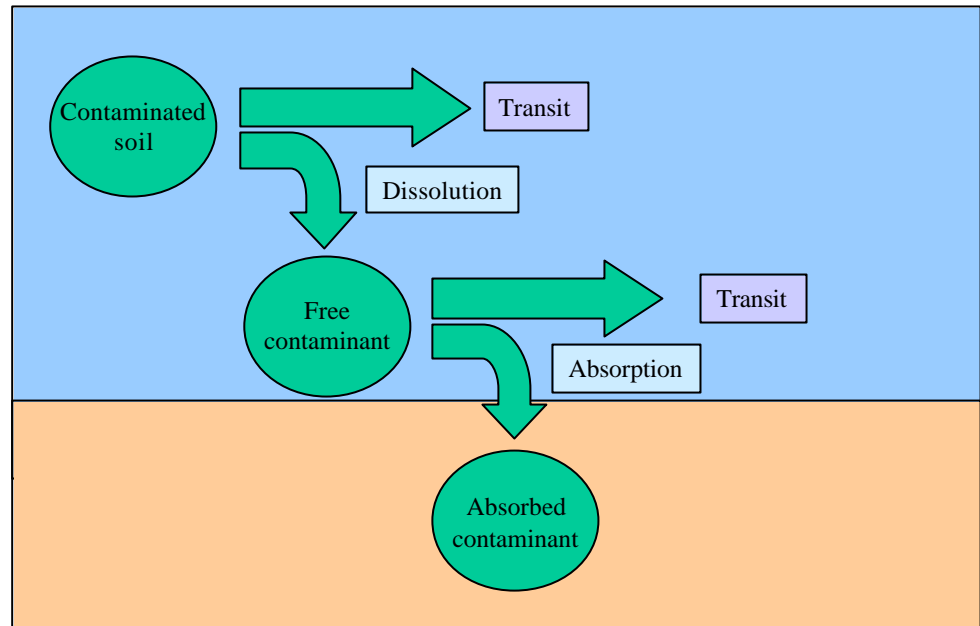 Contaminated
soil
Transit
Dissolution
Free
contaminant
Transit
Absorption
Absorbed
contaminant